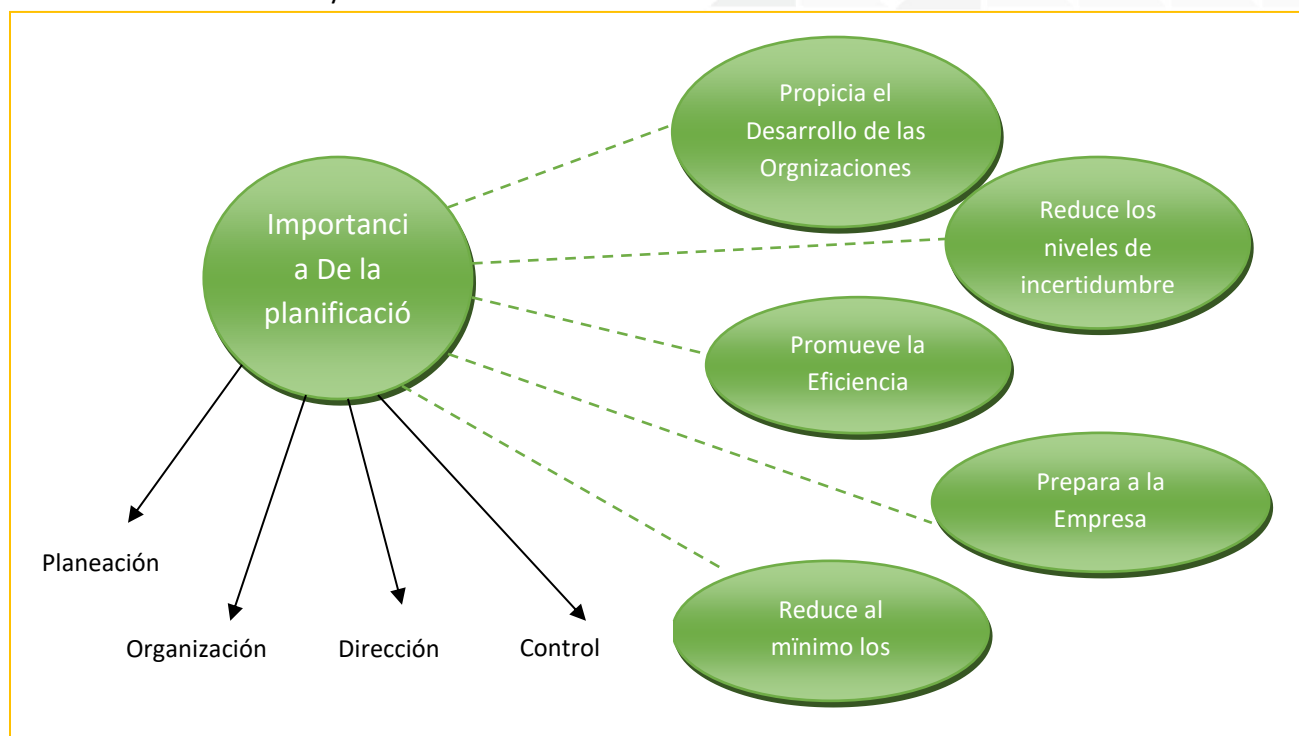 Propicia el
Desarrollo de las
Orgnizaciones
Importanci
a De la
planificació
Reduce los
niveles de
incertidumbre
Promueve la
Eficiencia
Prepara a la
Empresa
Planeación
Organización
Dirección
Control
Reduce al
mïnimo los